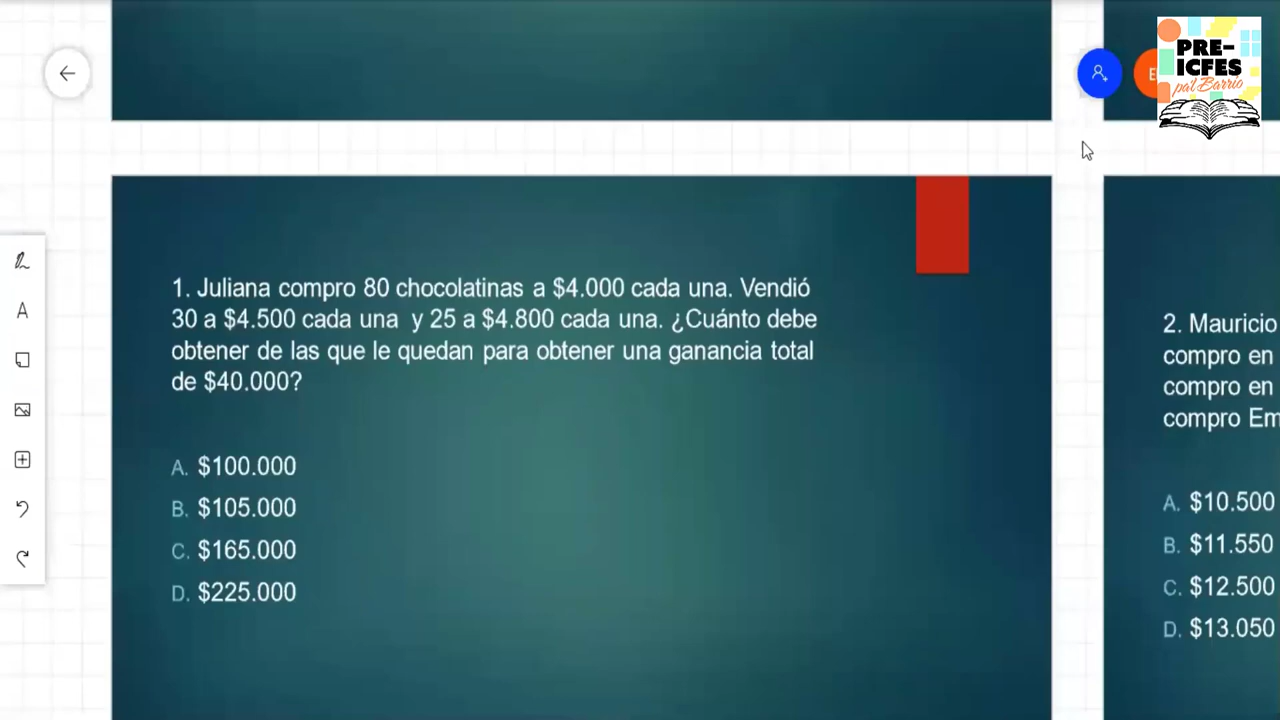 PRE-
ICFES
pa'l Barrio
1. Juliana compro 80 chocolatinas a $4.000 cada una. Vendió
30 a $4.500 cada una y 25 a $4.800 cada una. ¿Cuánto debe
obtener de las que le quedan para obtener una ganancia total
de $40.000?
A. $100.000
B. $105.000
C. $165.000
D. $225.000
2. Mauricio
compro en
compro en
compro Em
A. $10.500
B. $11.550
C. $12.500
D. $13.050